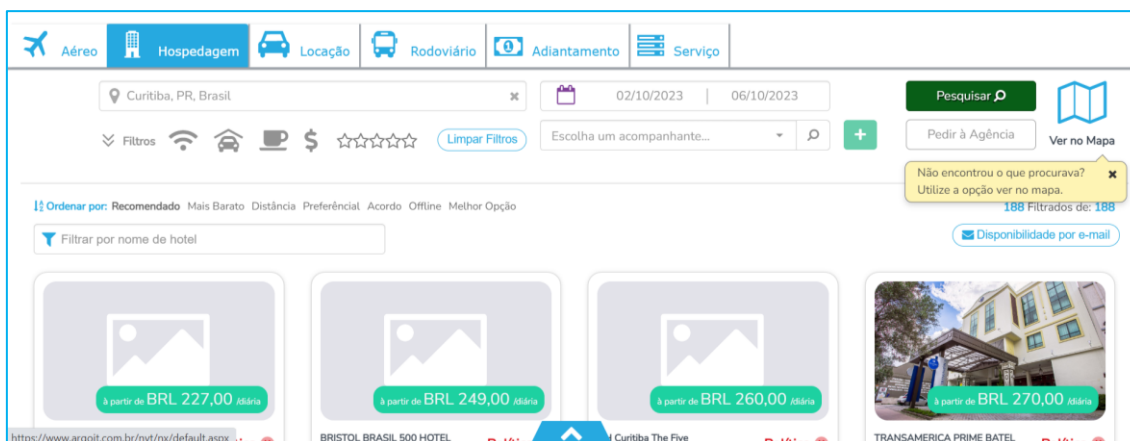 Aéreo
Hospedagem
Locação
Rodoviário
Adiantamento
Serviço
Curitiba, PR, Brasil
02/10/2023 | 06/10/2023
Pesquisar
Filtros
Limpar Filtros
Escolha um acompanhante...
+
Pedir à Agência
Ver no Mapa
Não encontrou o que procurava?
Utilize a opção ver no mapa.
Ordenar por: Recomendado Mais Barato Distância Preferêncial Acordo Offline Melhor Opção
188 Filtrados de: 188
Filtrar por nome de hotel
Disponibilidade por e-mail
à partir de BRL 227,00 /diária
à partir de BRL 249,00 /diária
à partir de BRL 260,00 /diária
à partir de BRL 270,00 /diária
https://www.argoit.com.br/nvt/nx/default.aspx
BRISTOL BRASIL 500 HOTEL
Curitiba The Five
TRANSAMERICA PRIME BATEL